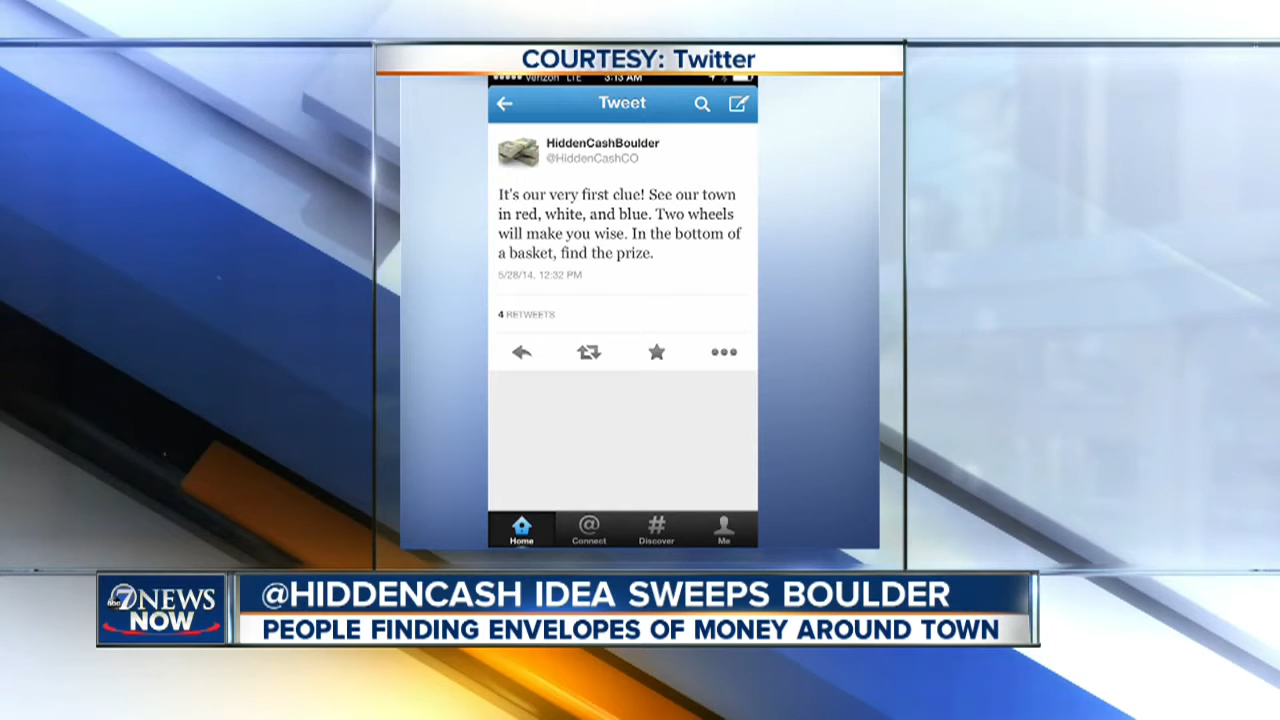 COURTESY: Twitter
verizon LTE 3:13 AM
Tweet
HiddenCashBoulder
@HiddenCashCO
It's our very first clue! See our town
in red, white, and blue. Two wheels
will make you wise. In the bottom of
a basket, find the prize.
5/28/14, 12:32 PM
4 RETWEETS
Home Connect Discover Me
@HIDDENCASH IDEA SWEEPS BOULDER
abc 7NEWS
NOW
PEOPLE FINDING ENVELOPES OF MONEY AROUND TOWN